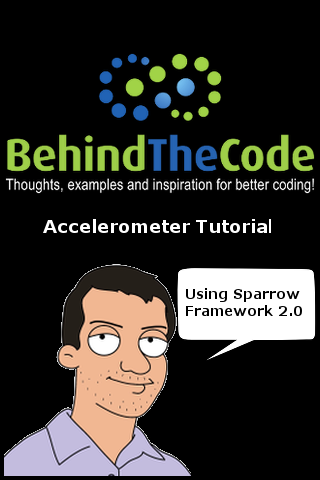 BehindTheCode
Thoughts, examples and inspiration for better coding!
Accelerometer Tutorial
Using Sparrow
Framework 2.0